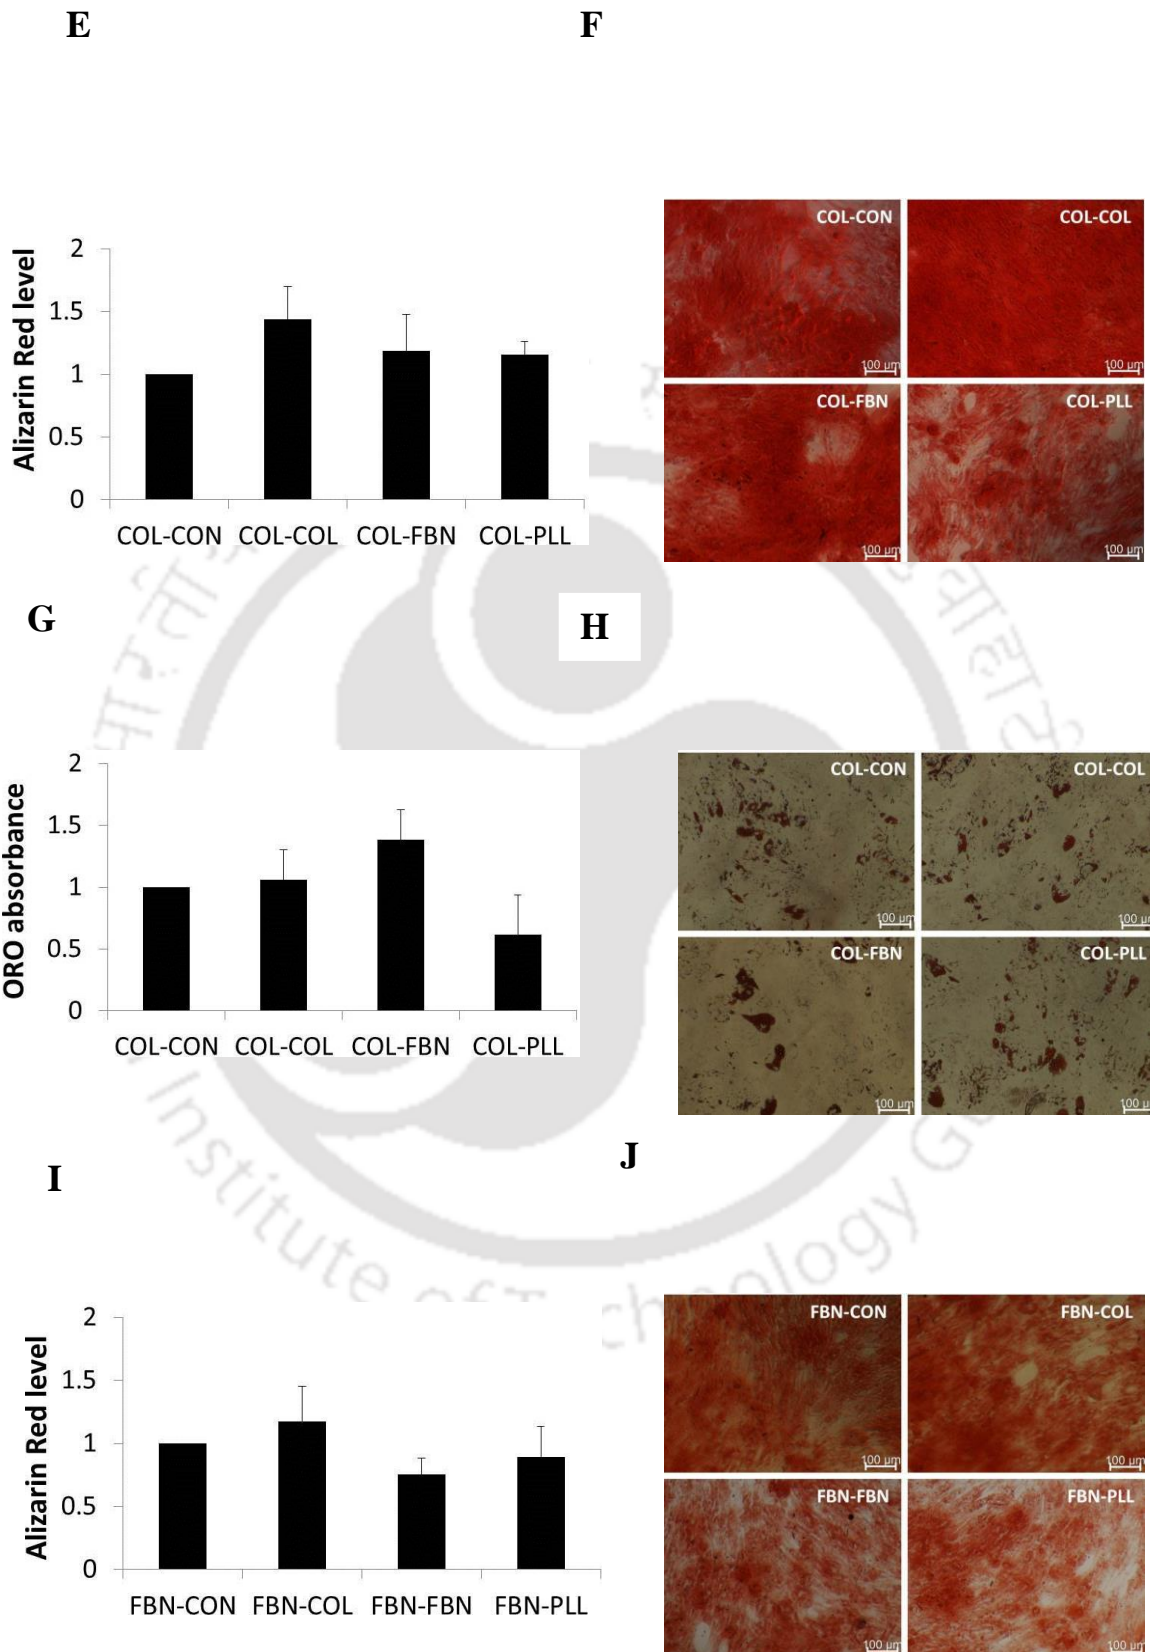 E
F
2
1.5
1
0.5
0
Alizarin Red level
COL-CON COL-COL COL-FBN COL-PLL
COL-CON
100 µm
COL-COL
100 µm
COL-FBN
100 µm
COL-PLL
100 µm
G
H
2
1.5
1
0.5
0
ORO absorbance
COL-CON COL-COL COL-FBN COL-PLL
COL-CON
100 µm
COL-COL
100 µm
COL-FBN
100 µm
COL-PLL
100 µm
I
J
2
1.5
1
0.5
0
Alizarin Red level
FBN-CON FBN-COL FBN-FBN FBN-PLL
FBN-CON
100 µm
FBN-COL
100 µm
FBN-FBN
100 µm
FBN-PLL
100 µm
Institute of Technology